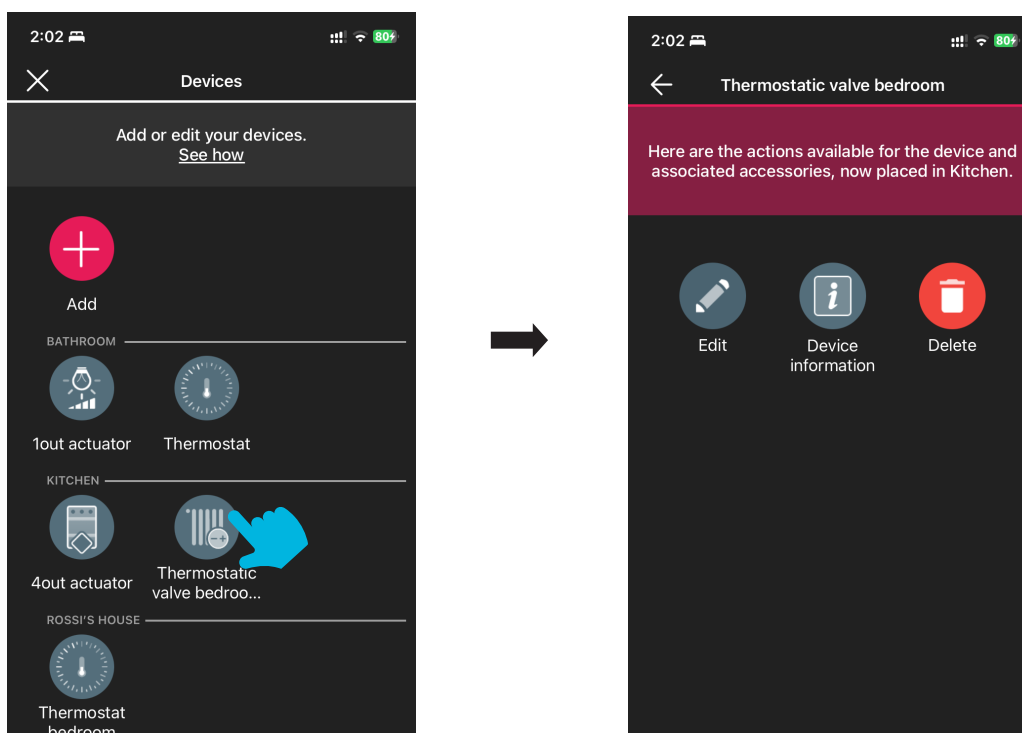 2:02
80
Devices
Add or edit your devices.
See how
Add
BATHROOM
1out actuator
Thermostat
KITCHEN
4out actuator
Thermostatic
valve bedroo...
ROSSI'S HOUSE
Thermostat
bedroom
2:02
80
Thermostatic valve bedroom
Here are the actions available for the device and
associated accessories, now placed in Kitchen.
Edit
Device
information
Delete